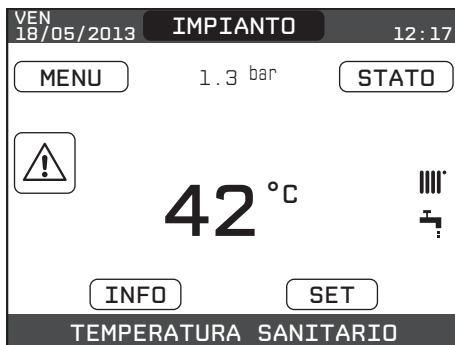 VEN
18/05/2013 IMPIANTO 12:17
MENU 1.3 bar STATO
42 °C
INFO SET
TEMPERATURA SANITARIO